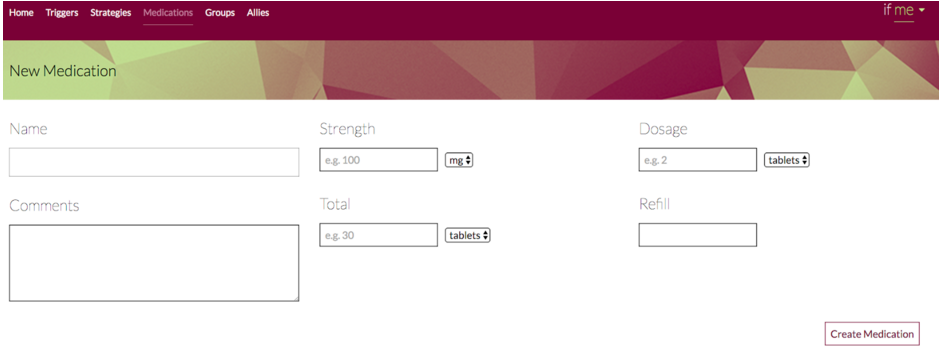 Home Triggers Strategies Medications Groups Allies if me
New Medication
Name Strength Dosage
e.g. 100 mg e.g. 2 tablets
Comments Total Refill
e.g. 30 tablets
Create Medication